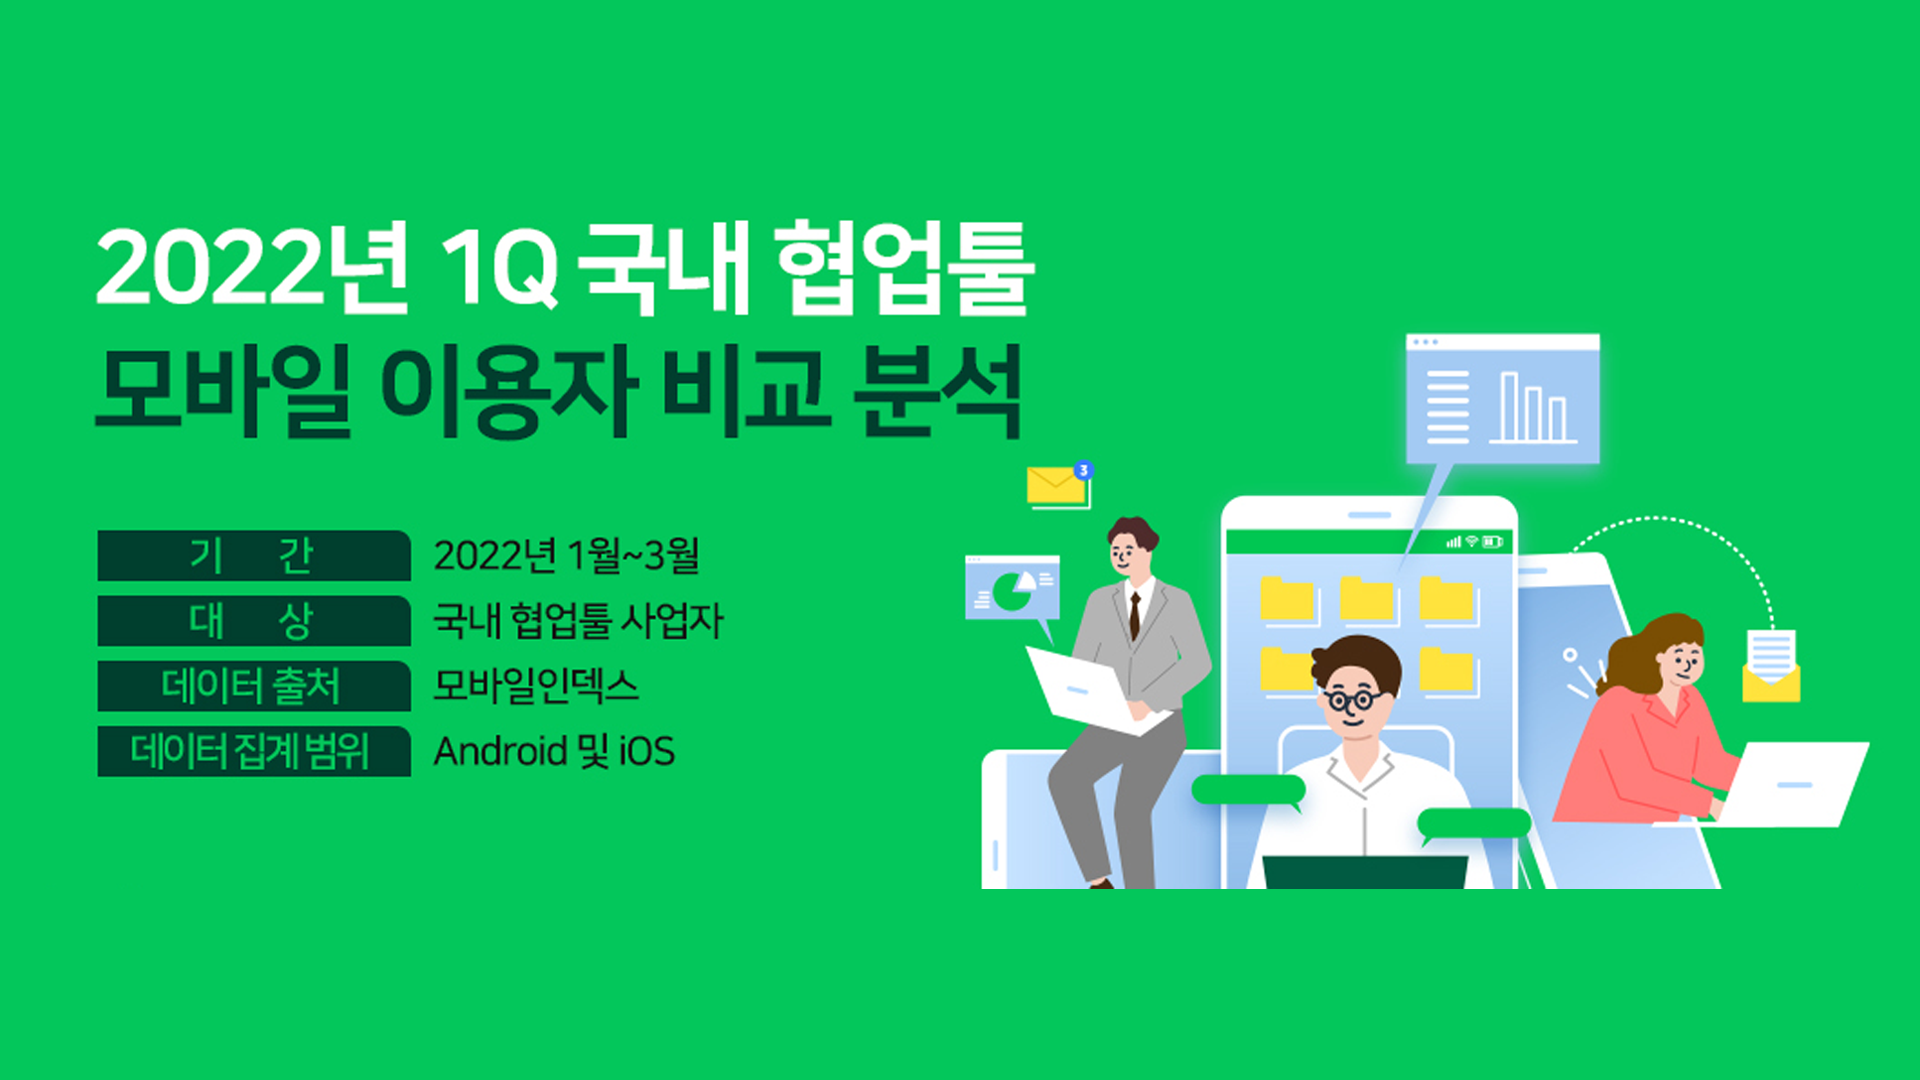 2022년 1Q 국내 협업툴
모바일 이용자 비교 분석
기 간 2022년 1월~3월
대 상 국내 협업툴 사업자
데이터 출처 모바일인덱스
데이터 집계 범위 Android 및 iOS
3